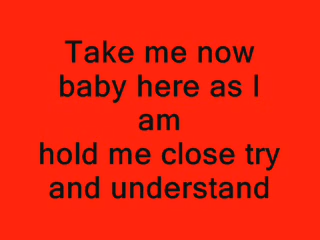 Take me now
baby here as I
am
hold me close try
and understand